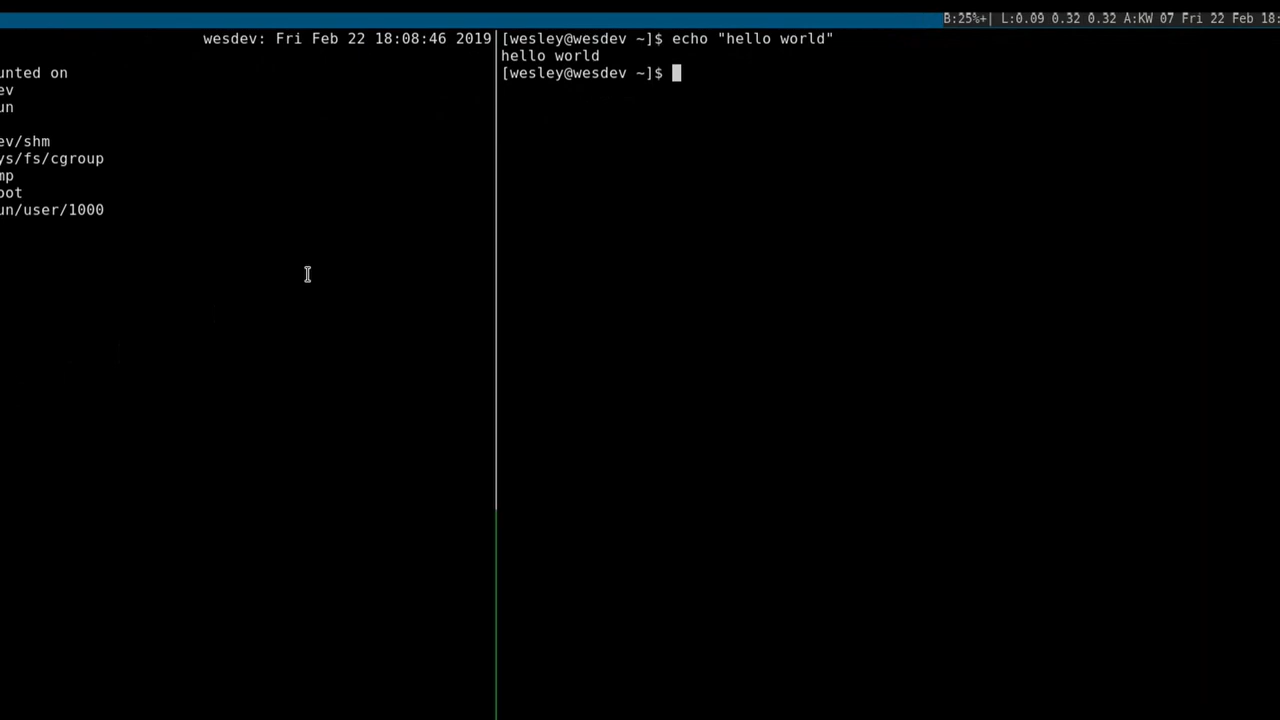 B:25%+| L:0.09 0.32 0.32 A:KW 07 Fri 22 Feb 18:
wesdev: Fri Feb 22 18:08:46 2019
unted on
ev
un
ev/shm
ys/fs/cgroup
mp
oot
un/user/1000
[wesley@wesdev ~]$ echo "hello world"
hello world
[wesley@wesdev ~]$